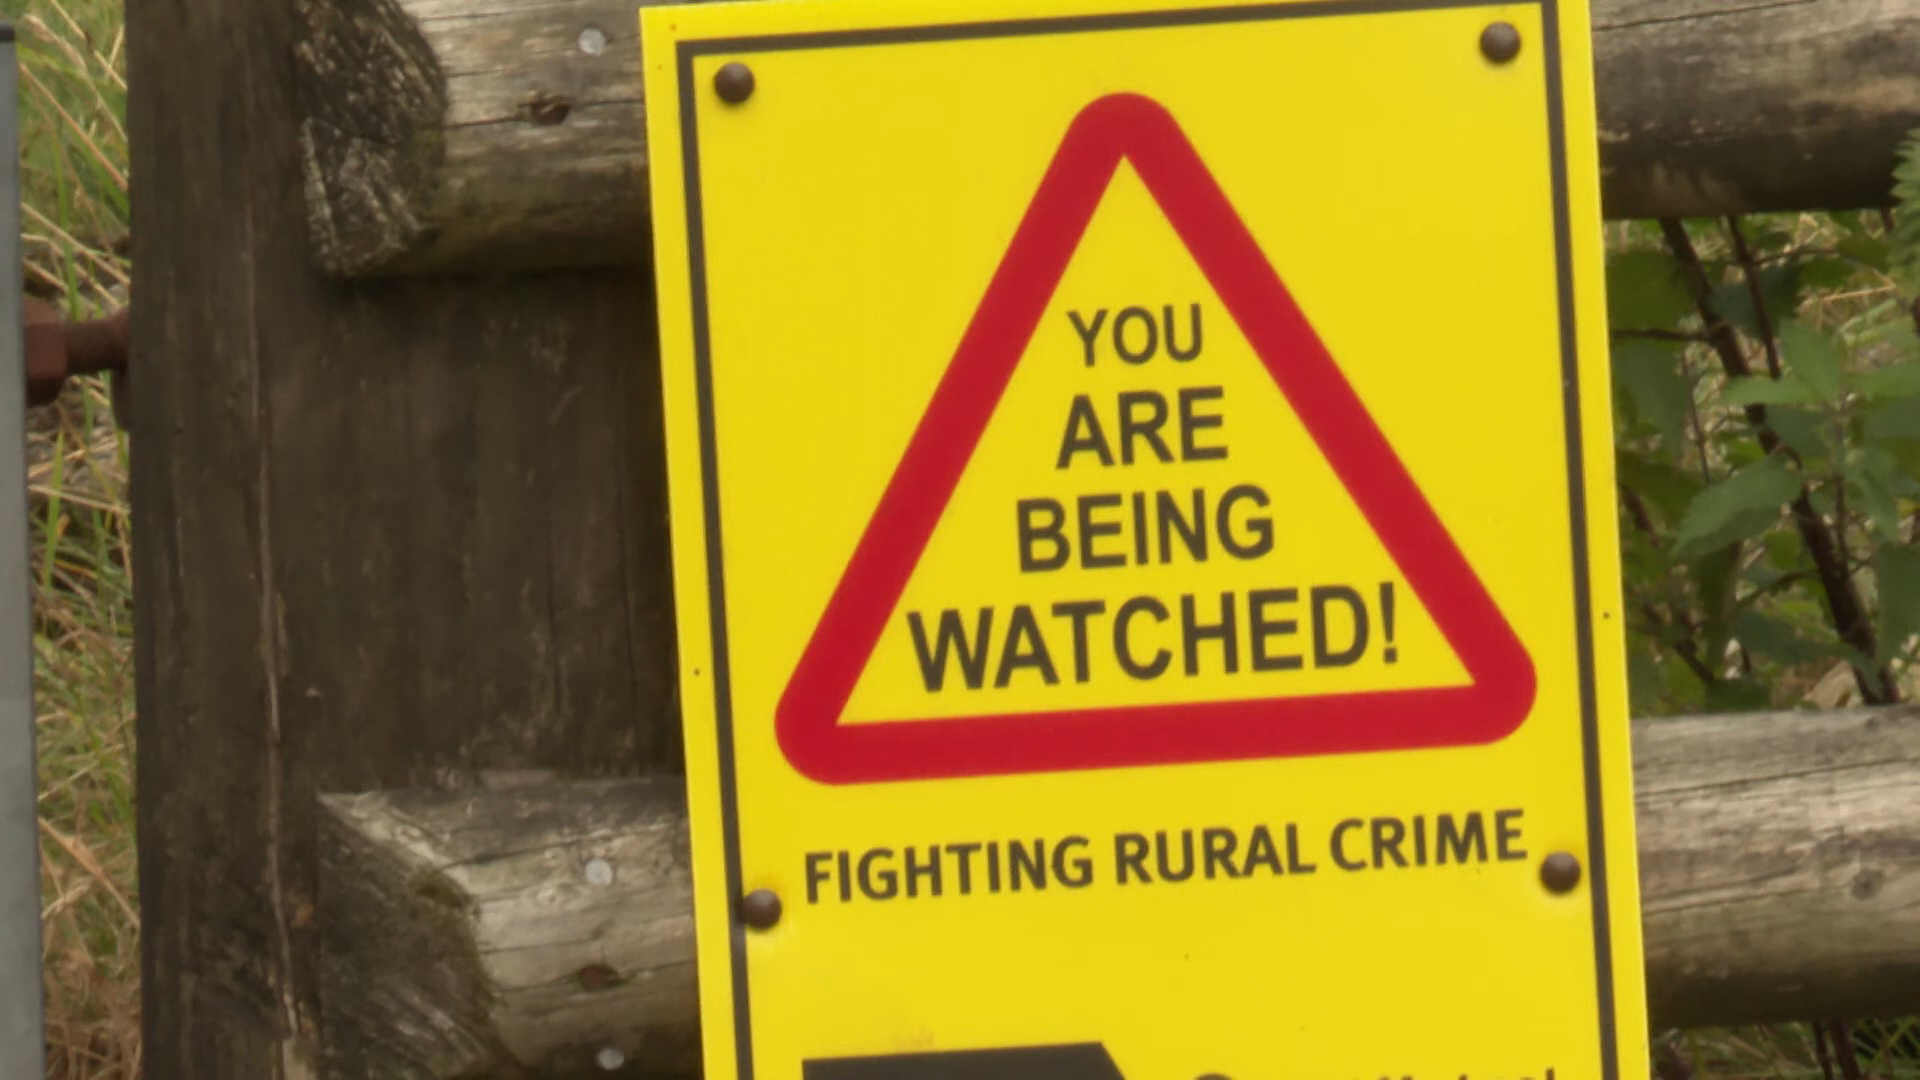 YOU
ARE
BEING
WATCHED!
FIGHTING RURAL CRIME